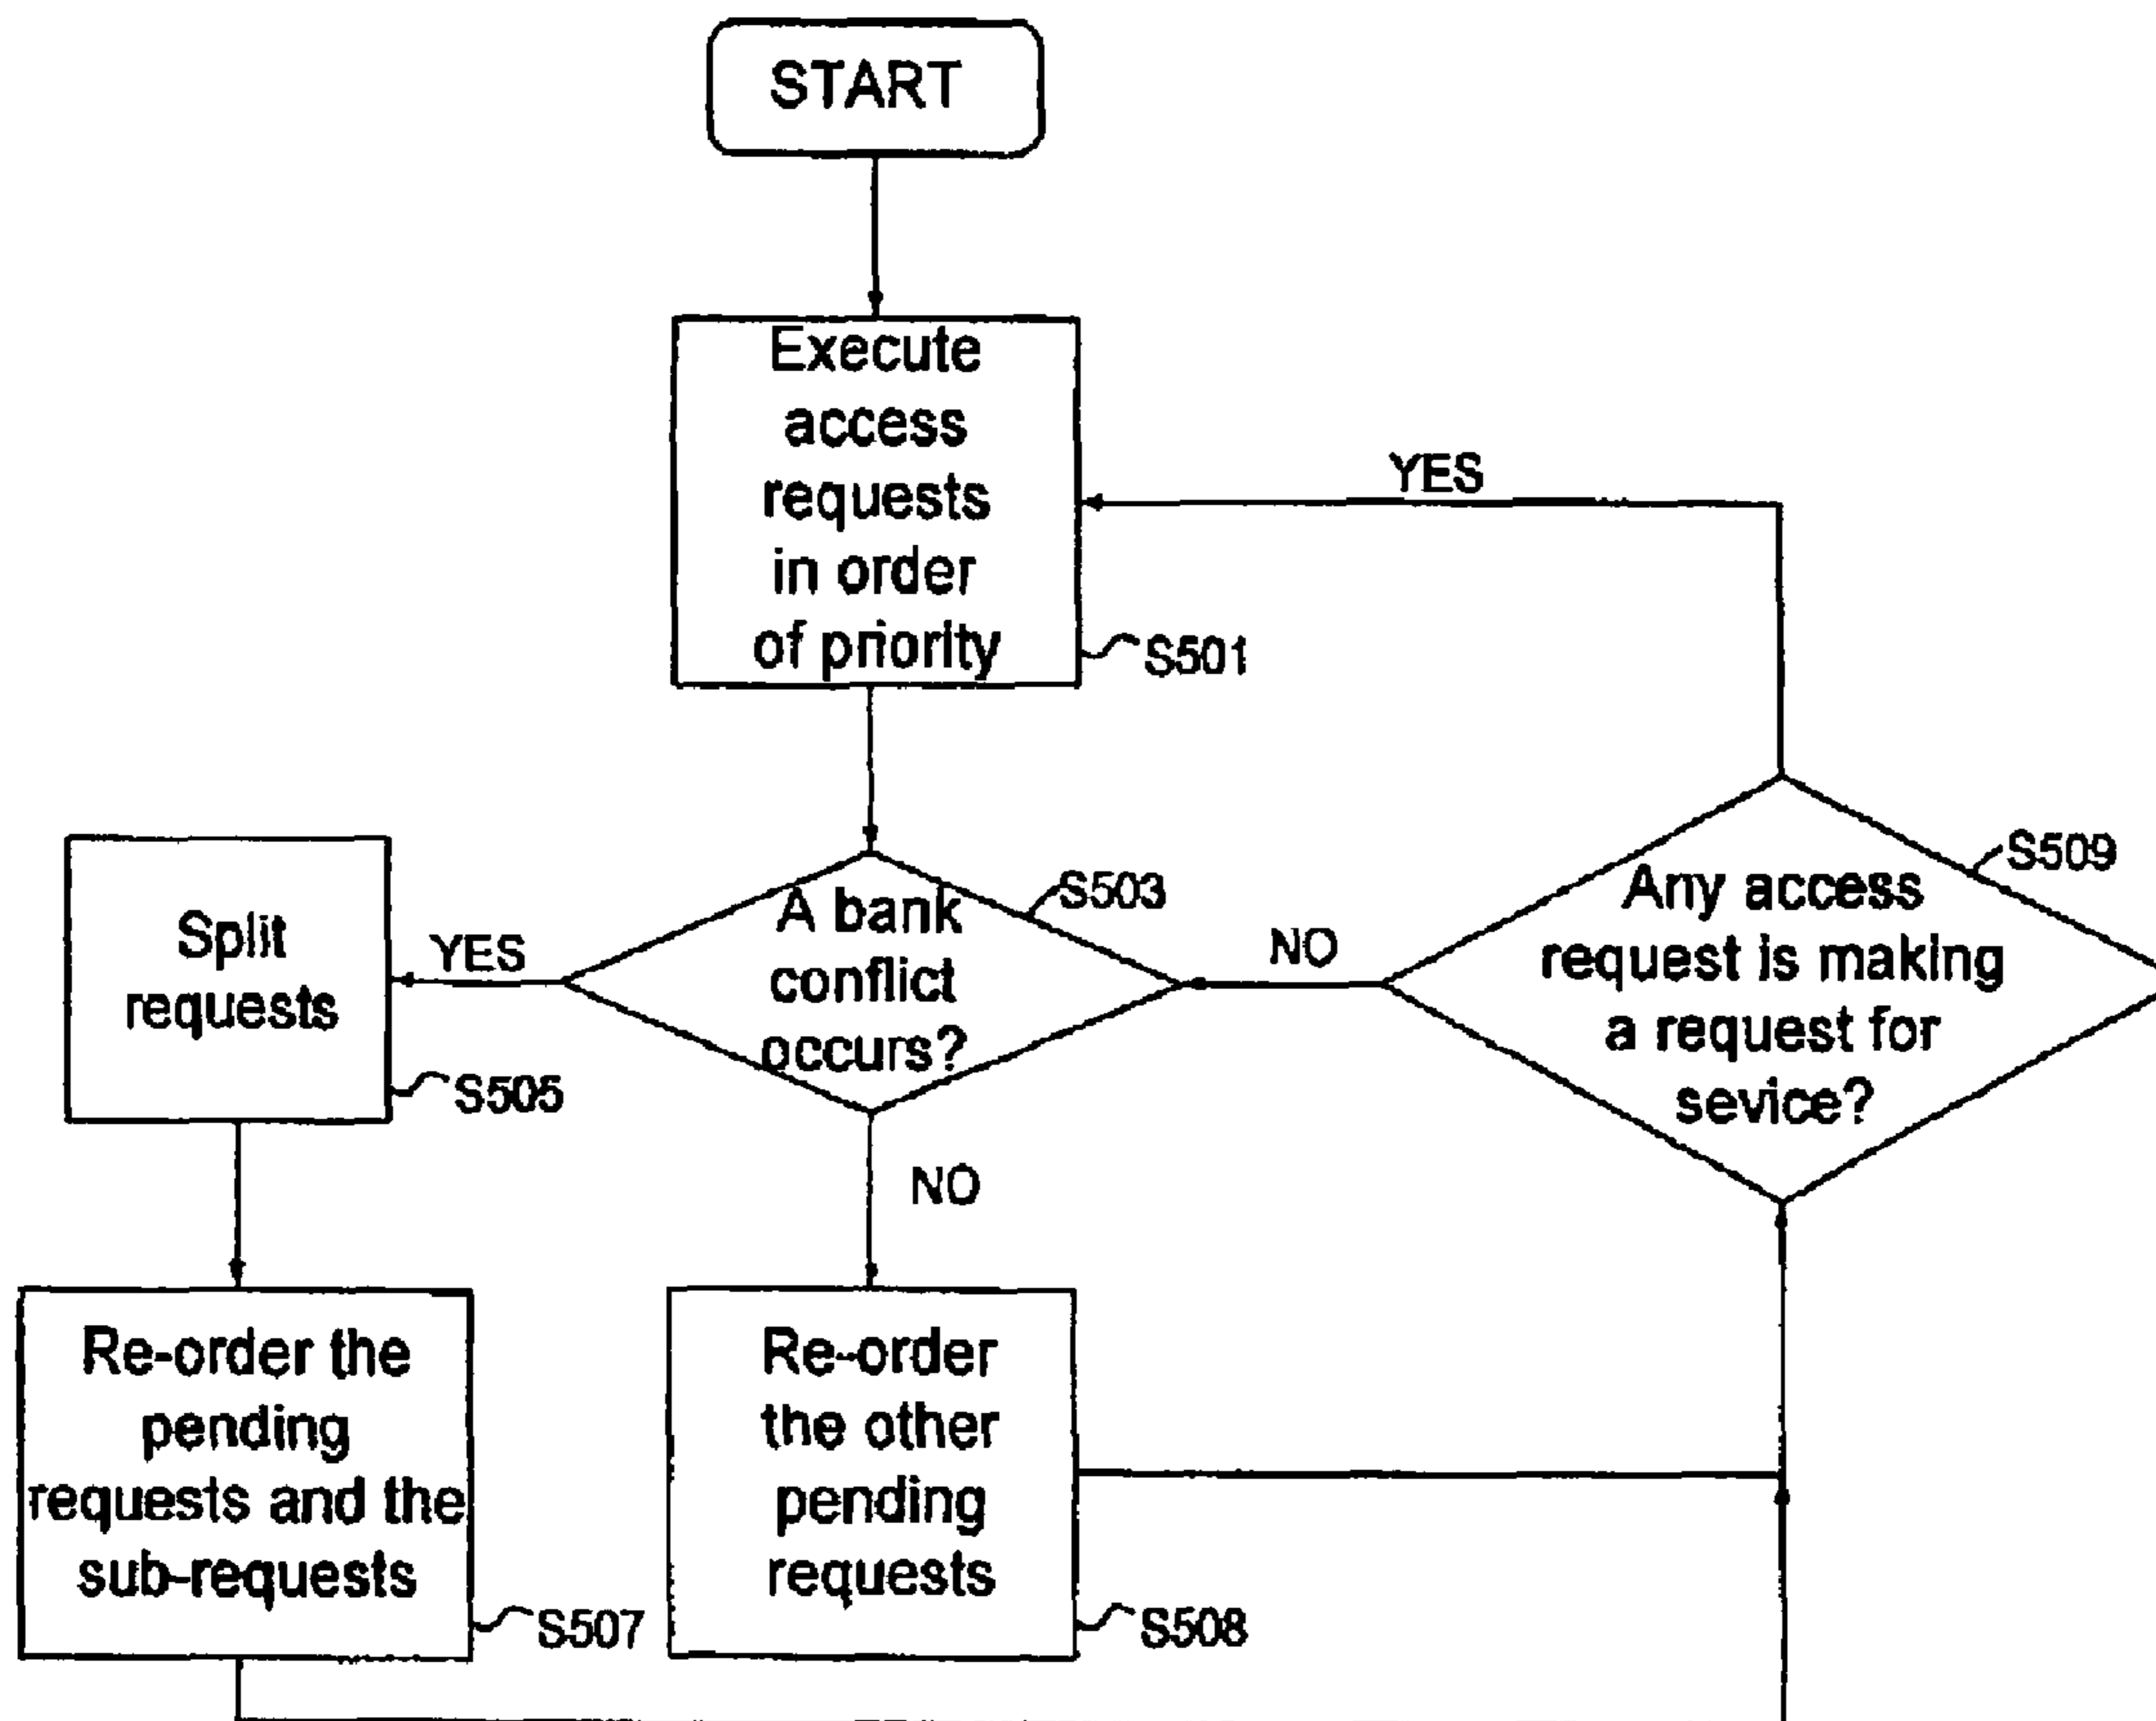 START
Execute
access
requests
in order
of priority
S501
YES
A bank
conflict
occurs?
S503
YES
NO
Split
requests
S505
NO
Any access
request is making
a request for
sevice?
S509
Re-order the
pending
requests and the
sub-requests
S507
Re-order
the other
pending
requests
S508